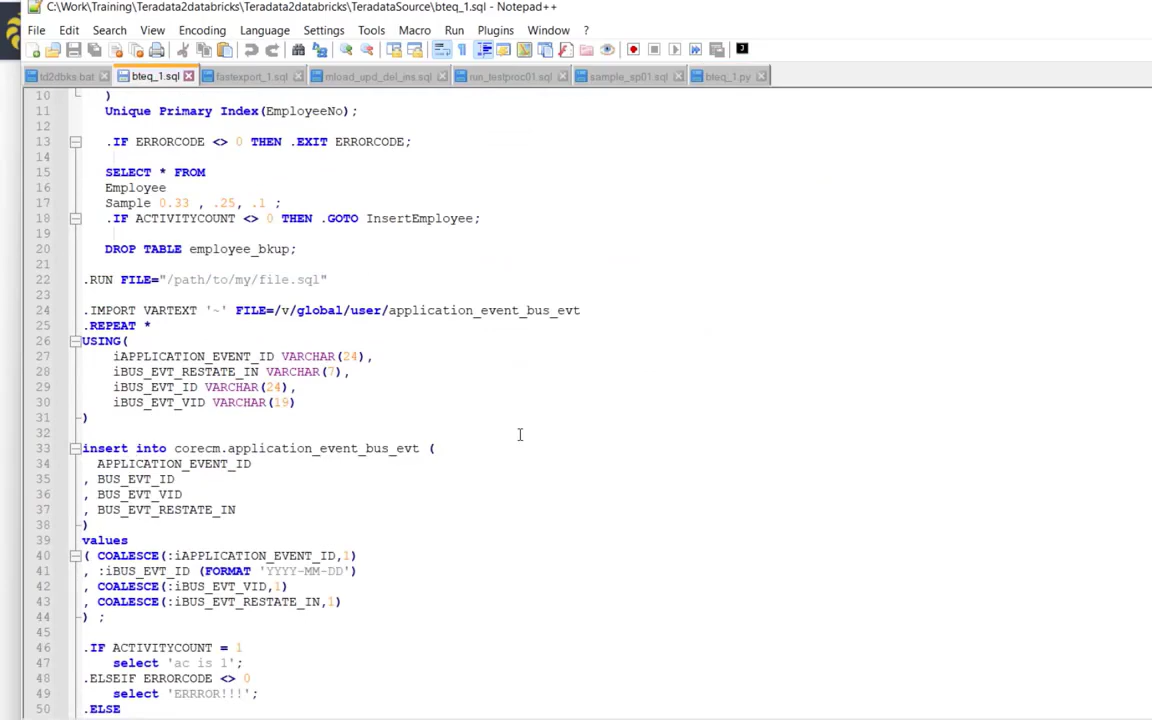 C:\Work\Training\Teradata2databricks\Teradata2databricks\TeradataSource\bteq_1.sql - Notepad++
File Edit Search View Encoding Language Settings Tools Macro Run Plugins Window ?
td2dbks.bat bteq_1.sql fastexport_1.sql mload_upd_del_ins.sql run_testproc01.sql sample_sp01.sql bteq_1.py
10 )
11 Unique Primary Index(EmployeeNo);
12
13 .IF ERRORCODE <> 0 THEN .EXIT ERRORCODE;
14
15 SELECT * FROM
16 Employee
17 Sample 0.33 , .25, .1 ;
18 .IF ACTIVITYCOUNT <> 0 THEN .GOTO InsertEmployee;
19
20 DROP TABLE employee_bkup;
21
22 .RUN FILE="/path/to/my/file.sql"
23
24 .IMPORT VARTEXT '~' FILE=/v/global/user/application_event_bus_evt
25 .REPEAT *
26 USING(
27 iAPPLICATION_EVENT_ID VARCHAR(24),
28 iBUS_EVT_RESTATE_IN VARCHAR(7),
29 iBUS_EVT_ID VARCHAR(24),
30 iBUS_EVT_VID VARCHAR(19)
31 )
32
33 insert into corecm.application_event_bus_evt (
34 APPLICATION_EVENT_ID
35 , BUS_EVT_ID
36 , BUS_EVT_VID
37 , BUS_EVT_RESTATE_IN
38 )
39 values
40 ( COALESCE(:iAPPLICATION_EVENT_ID,1)
41 , :iBUS_EVT_ID (FORMAT 'YYYY-MM-DD')
42 , COALESCE(:iBUS_EVT_VID,1)
43 , COALESCE(:iBUS_EVT_RESTATE_IN,1)
44 ) ;
45
46 .IF ACTIVITYCOUNT = 1
47 select 'ac is 1';
48 .ELSEIF ERRORCODE <> 0
49 select 'ERRROR!!!';
50 .ELSE